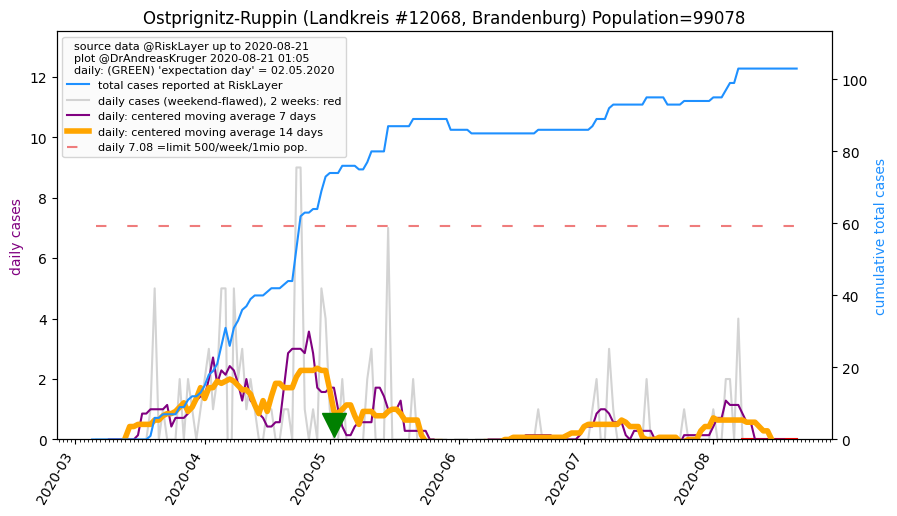 Ostprignitz-Ruppin (Landkreis #12068, Brandenburg) Population=99078
source data @RiskLayer up to 2020-08-21
plot @DrAndreasKruger 2020-08-21 01:05
daily: (GREEN) 'expectation day' = 02.05.2020
total cases reported at RiskLayer
daily cases (weekend-flawed), 2 weeks: red
daily: centered moving average 7 days
daily: centered moving average 14 days
daily 7.08 =limit 500/week/1mio pop.
daily cases
12
10
8
6
4
2
0
cumulative total cases
100
80
60
40
20
0
2020-03
2020-04
2020-05
2020-06
2020-07
2020-08